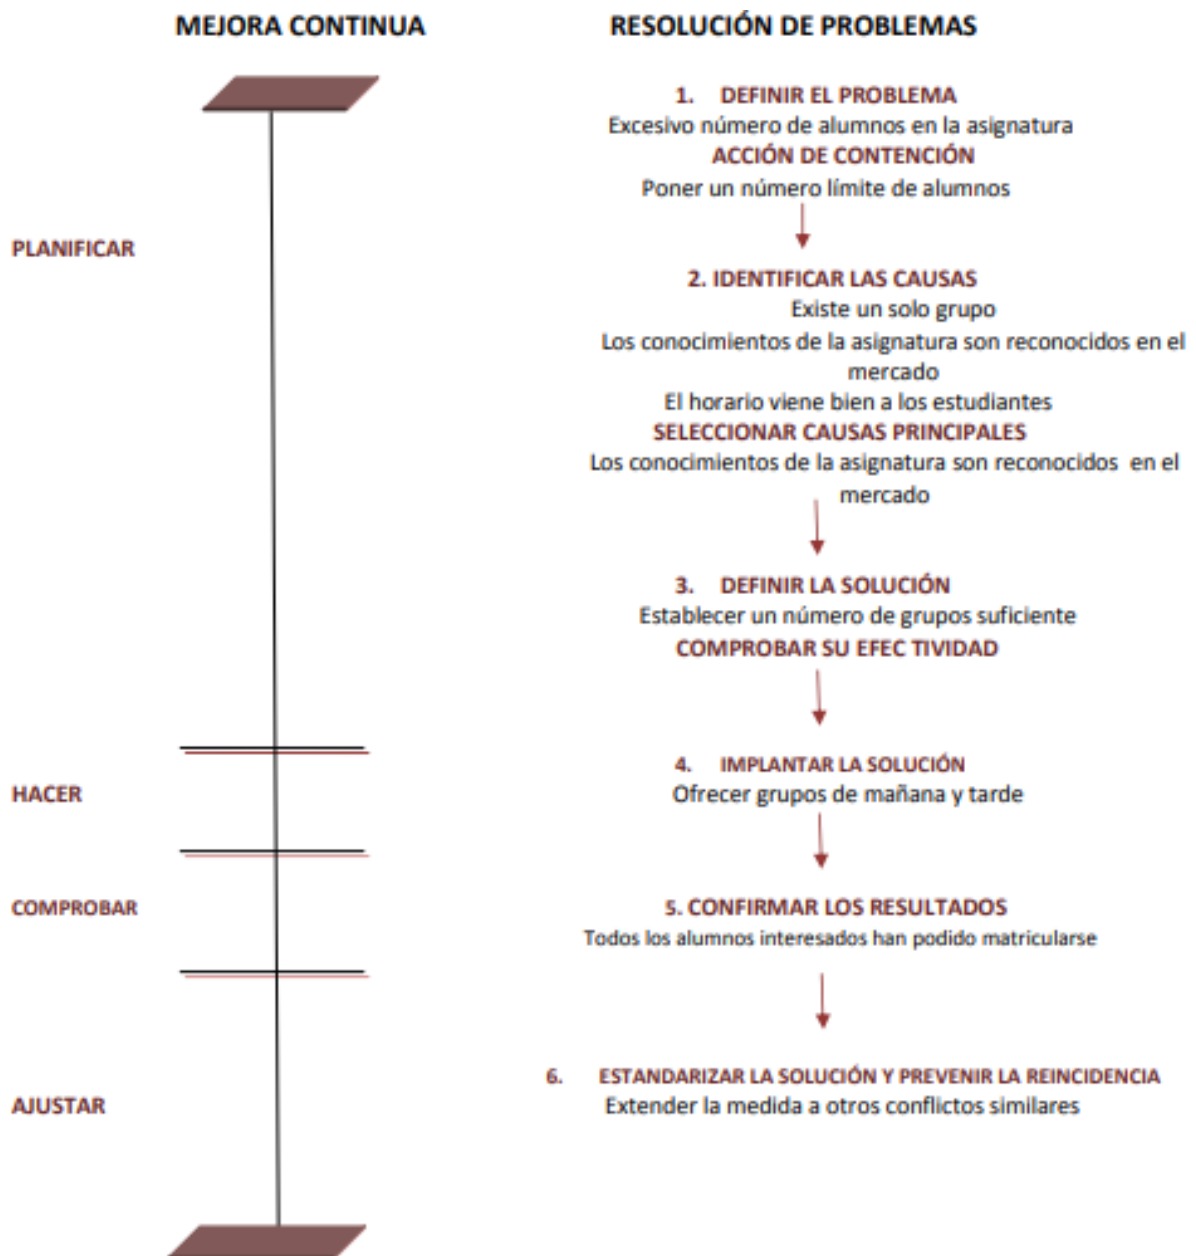 MEJORA CONTINUA
RESOLUCIÓN DE PROBLEMAS
1. DEFINIR EL PROBLEMA
Excesivo número de alumnos en la asignatura
ACCIÓN DE CONTENCIÓN
Poner un número límite de alumnos
PLANIFICAR
2. IDENTIFICAR LAS CAUSAS
Existe un solo grupo
Los conocimientos de la asignatura son reconocidos en el
mercado
El horario viene bien a los estudiantes
SELECCIONAR CAUSAS PRINCIPALES
Los conocimientos de la asignatura son reconocidos en el
mercado
3. DEFINIR LA SOLUCIÓN
Establecer un número de grupos suficiente
COMPROBAR SU EFEC TIVIDAD
HACER
4. IMPLANTAR LA SOLUCIÓN
Ofrecer grupos de mañana y tarde
COMPROBAR
5. CONFIRMAR LOS RESULTADOS
Todos los alumnos interesados han podido matricularse
AJUSTAR
6. ESTANDARIZAR LA SOLUCIÓN Y PREVENIR LA REINCIDENCIA
Extender la medida a otros conflictos similares